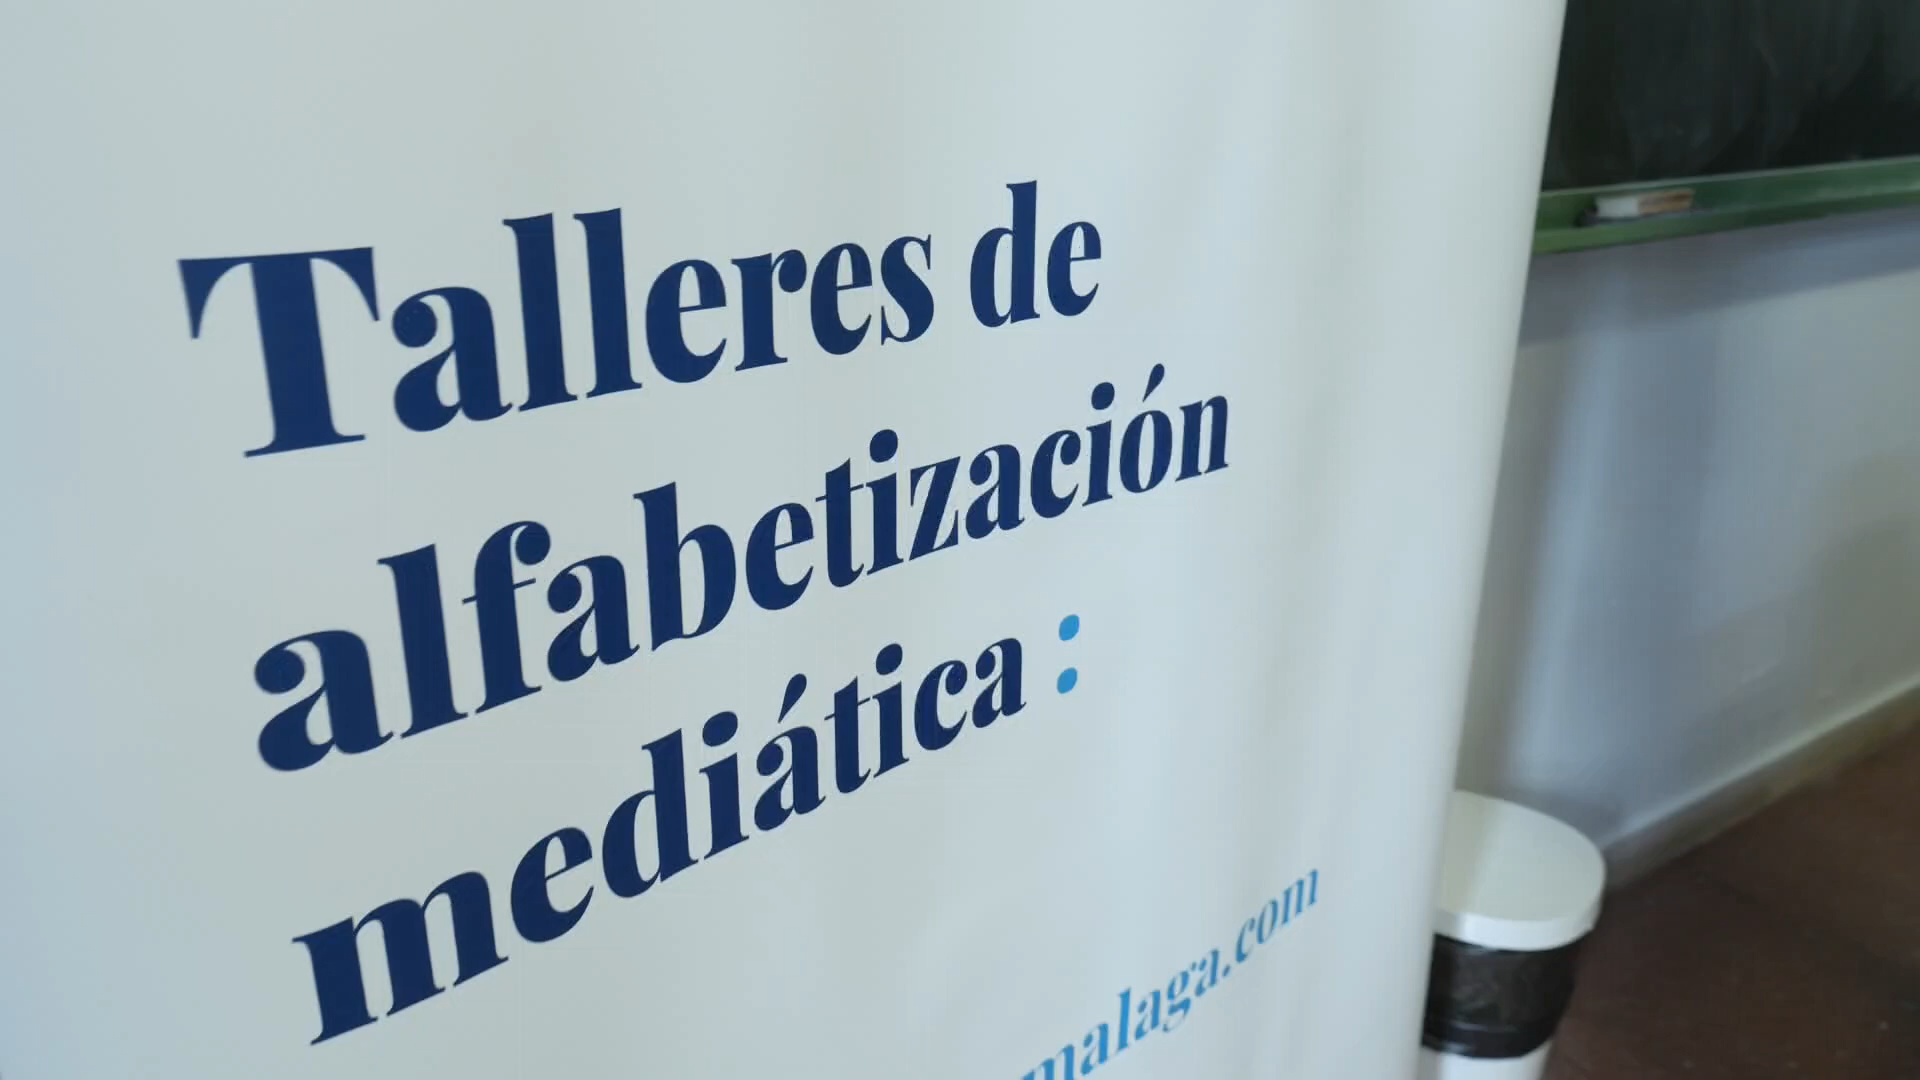 Talleres de
alfabetización
mediática :
malaga.com